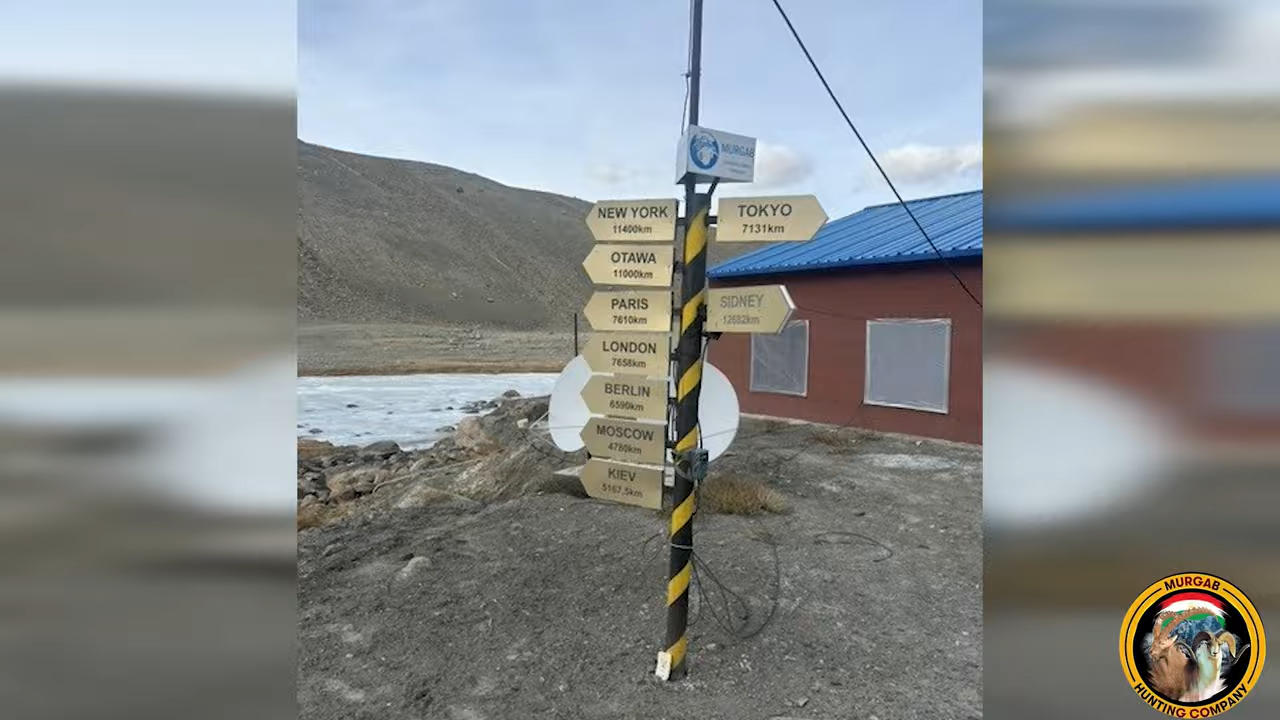 MURGAB
NEW YORK
11400km
TOKYO
7131km
OTAWA
11000km
PARIS
7610km
SIDNEY
12682km
LONDON
7658km
BERLIN
6590km
MOSCOW
4780km
KIEV
5167,5km
MURGAB
HUNTING COMPANY